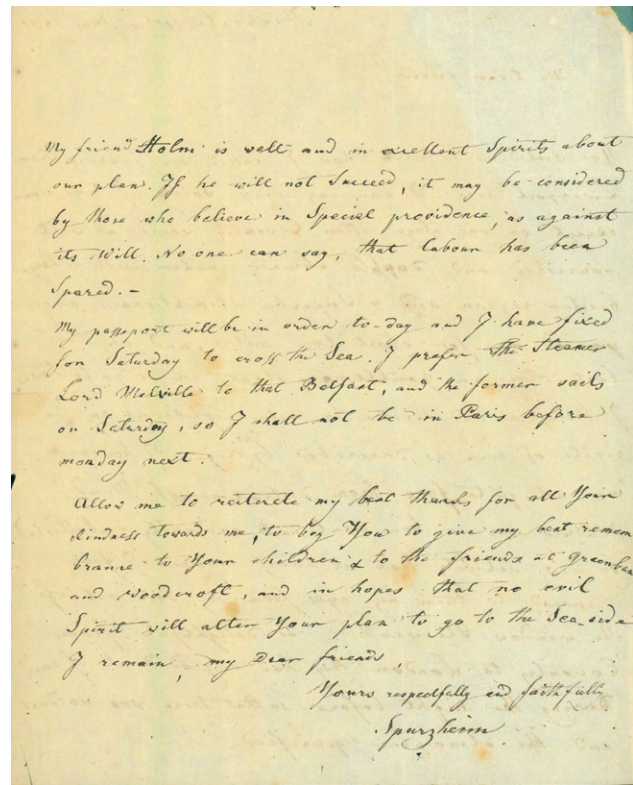 My friend Holm is well and in excellent Spirits about
our plan. If he will not Succeed, it may be considered
by those who believe in Special providence, as against
its Will. No one can say, that labour has been
Spared. –
My passport will be in order to-day and I have fixed
for Saturday to cross the Sea. I prefer the Steamer
Lord Melville to that Belfast, and the former sails
on Saturday, so I shall not be in Paris before
monday next.
Allow me to reiterate my best thanks for all Your
kindness towards me, to beg You to give my best remem
brance to Your children & to the friends at
and Woodcroft, and in hopes that no evil
Spirit will alter Your plan to go to the Sea-side
I remain, my Dear friends,
Yours respectfully and faithfully
Spurzheim